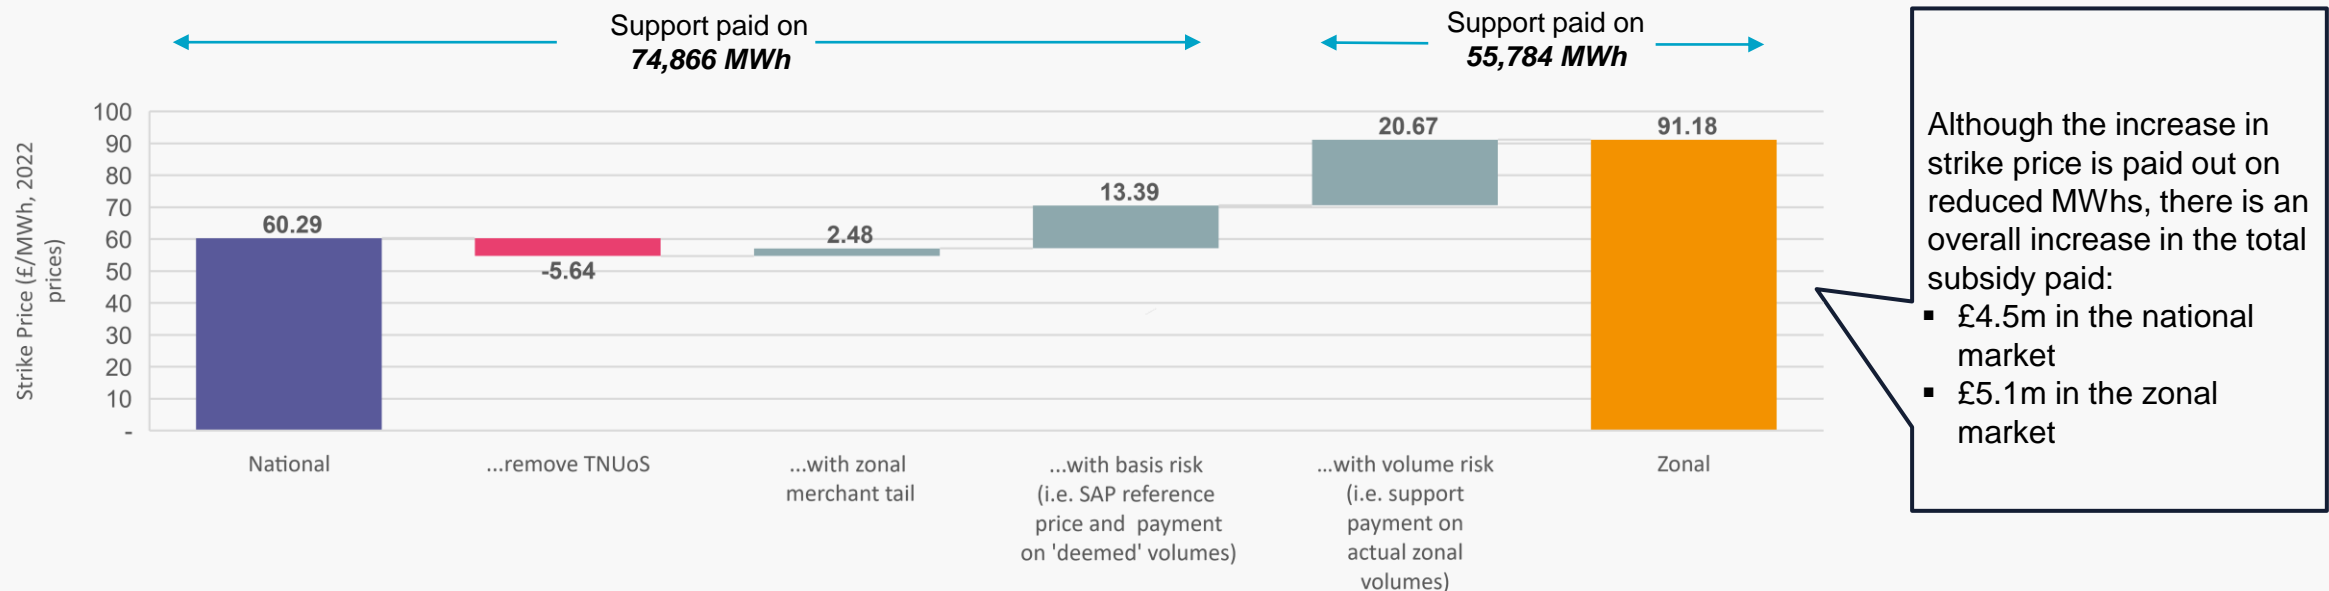 Support paid on
74,866 MWh
Support paid on
55,784 MWh
Strike Price (£/MWh, 2022
prices)
100
90
80
70
60
50
40
30
20
10
-
60.29
-5.64
2.48
13.39
20.67
91.18
National
...remove TNUoS
...with zonal
merchant tail
...with basis risk
(i.e. SAP reference
price and payment
on 'deemed' volumes)
...with volume risk
(i.e. support
payment on
actual zonal
volumes)
Zonal
Although the increase in
strike price is paid out on
reduced MWhs, there is an
overall increase in the total
subsidy paid:
▪ £4.5m in the national
market
▪ £5.1m in the zonal
market